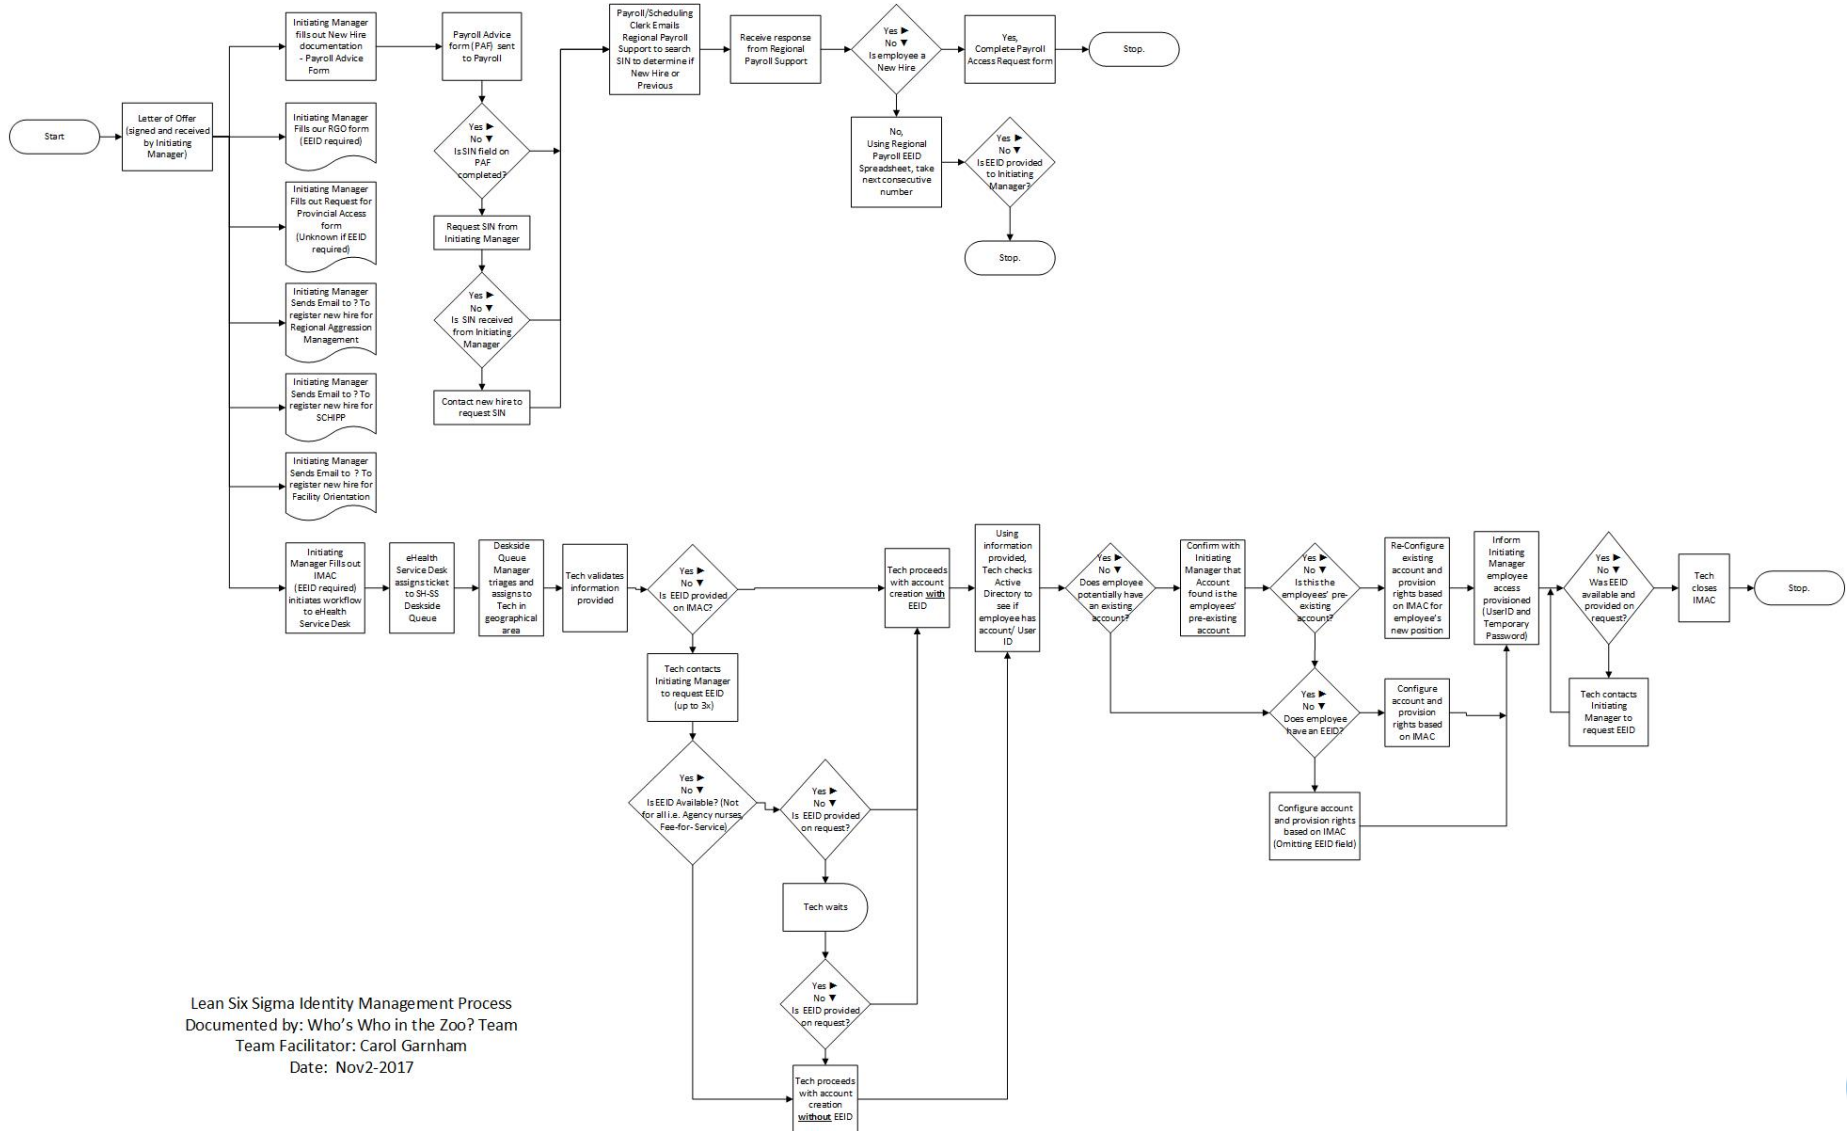 Start
Letter of Offer
(signed and received
by Initiating
Manager)
Initiating Manager
fills out New Hire
documentation
- Payroll Advice
Form
Payroll Advice
form (PAF) sent
to Payroll
Yes ►
No ▼
Is SIN field on
PAF
completed?
Request SIN from
Initiating Manager
Yes ►
No ▼
Is SIN received
from Initiating
Manager
Contact new hire to
request SIN
Payroll/Scheduling
Clerk Emails
Regional Payroll
Support to search
SIN to determine if
New Hire or
Previous
Receive response
from Regional
Payroll Support
Yes ►
No ▼
Is employee a
New Hire
Yes,
Complete Payroll
Access Request form
Stop.
No,
Using Regional
Payroll EEID
Spreadsheet, take
next consecutive
number
Yes ►
No ▼
Is EEID provided
to Initiating
Manager?
Stop.
Initiating Manager
Fills our RGO form
(EEID required)
Initiating Manager
Fills out Request for
Provincial Access
form
(Unknown if EEID
required)
Initiating Manager
Sends Email to ? To
register new hire for
Regional Aggression
Management
Initiating Manager
Sends Email to ? To
register new hire for
SCHIPP
Initiating Manager
Sends Email to ? To
register new hire for
Facility Orientation
Initiating
Manager Fills out
IMAC
(EEID required)
initiates workflow
to eHealth
Service Desk
eHealth
Service Desk
assigns ticket
to SH-SS
Deskside
Queue
Deskside
Queue
Manager
triages and
assigns to
Tech in
geographical
area
Tech validates
information
provided
Yes ►
No ▼
Is EEID provided
on IMAC?
Tech contacts
Initiating Manager
to request EEID
(up to 3x)
Yes ►
No ▼
Is EEID Available? (Not
for all i.e. Agency nurses,
Fee-for-Service)
Yes ►
No ▼
Is EEID provided
on request?
Tech waits
Yes ►
No ▼
Is EEID provided
on request?
Tech proceeds
with account
creation
without EEID
Tech proceeds
with account
creation with
EEID
Using
information
provided,
Tech checks
Active
Directory to
see if
employee has
account/ User
ID
Yes ►
No ▼
Does employee
potentially have
an existing
account?
Confirm with
Initiating
Manager that
Account
found is the
employees'
pre-existing
account
Yes ►
No ▼
Is this the
employees' pre-
existing
account?
Re-Configure
existing
account and
provision
rights based
on IMAC for
employee's
new position
Yes ►
No ▼
Does employee
have an EEID?
Configure
account and
provision
rights based
on IMAC
Configure account
and provision rights
based on IMAC
(Omitting EEID field)
Inform
Initiating
Manager
employee
access
provisioned
(UserID and
Temporary
Password)
Yes ►
No ▼
Was EEID
available and
provided on
request?
Tech contacts
Initiating
Manager to
request EEID
Tech
closes
IMAC
Stop.
Lean Six Sigma Identity Management Process
Documented by: Who's Who in the Zoo? Team
Team Facilitator: Carol Garnham
Date: Nov2-2017